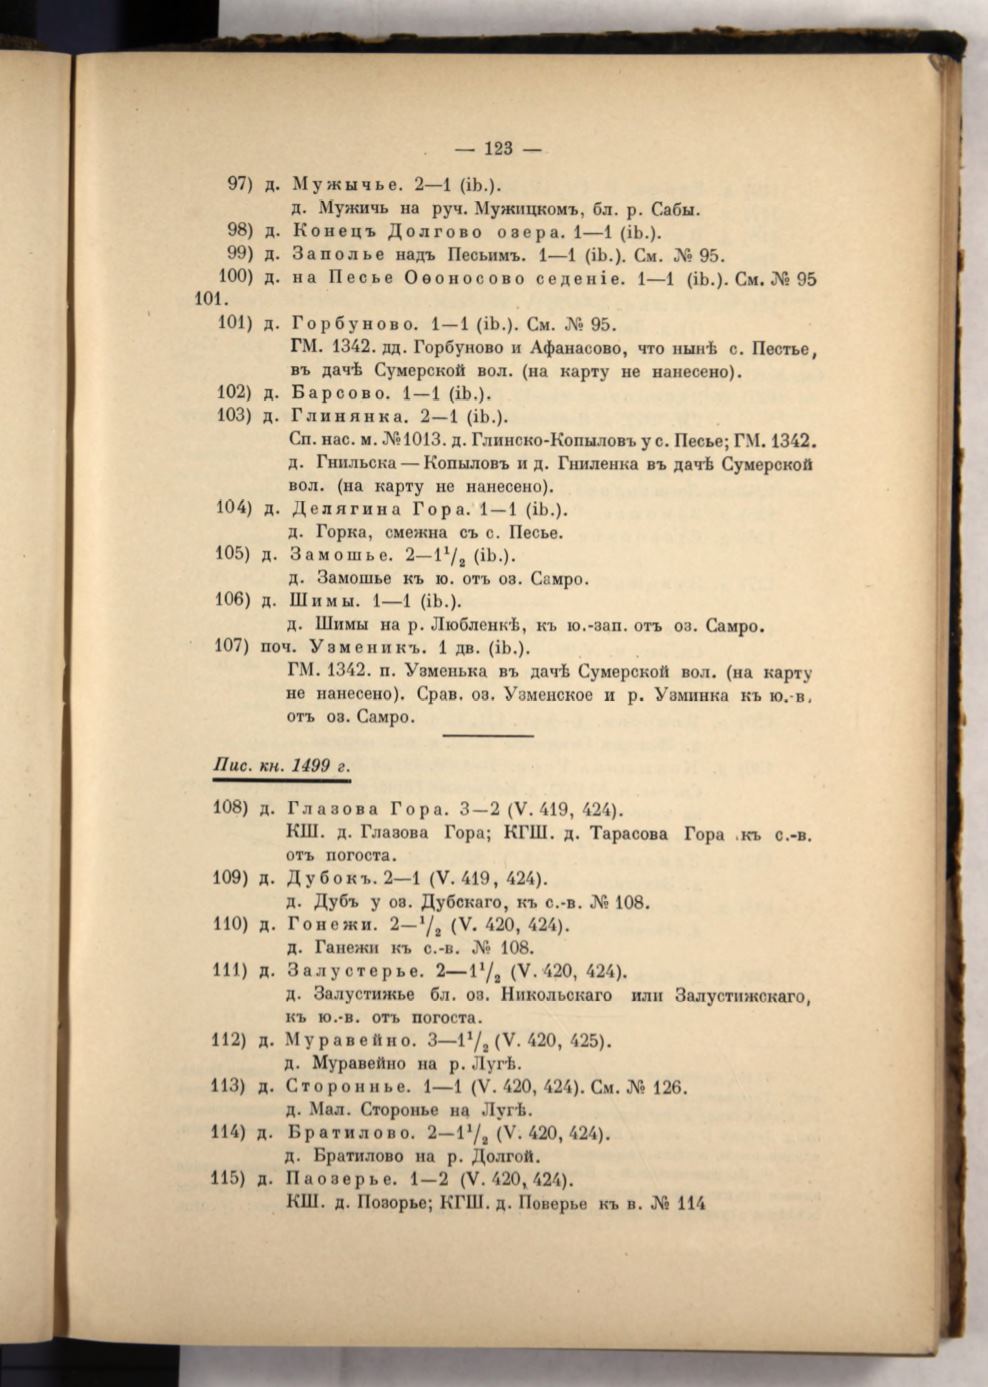 — 123 —
97) д. Мужычье. 2—1 (ib.).
д. Мужичь на руч. Мужицкомъ, бл. р. Сабы.
98) д. Конецъ Долгово озера. 1—1 (ib.).
99) д. Заполье надъ Песьимъ. 1—1 (ib.). См. № 95.
100) д. на Песье Оѳоносово седеніе. 1—1 (ib.). См. № 95
101.
101) д. Горбуново. 1—1 (ib.). См. № 95.
ГМ. 1342. дд. Горбуново и Афанасово, что нынѣ с. Пестье,
въ дачѣ Сумерской вол. (на карту не нанесено).
102) д. Барсово. 1—1 (ib.).
103) д. Глинянка. 2—1 (ib.).
Сп. нас. м. №1013. д. Глинско-Копыловъ у с. Песье; ГМ. 1342.
д. Гнильска — Копыловъ и д. Гниленка въ дачѣ Сумерской
вол. (на карту не нанесено).
104) д. Делягина Гора. 1—1 (ib.).
д. Горка, смежна съ с. Песье.
105) д. Замошье. 2—1¹/₂ (ib.).
д. Замошье къ ю. отъ оз. Самро.
106) д. Шимы. 1—1 (ib.).
д. Шимы на р. Любленкѣ, къ ю.-зап. отъ оз. Самро.
107) поч. Узменикъ. 1 дв. (ib.).
ГМ. 1342. п. Узменька въ дачѣ Сумерской вол. (на карту
не нанесено). Срав. оз. Узменское и р. Узминка къ ю.-в.
отъ оз. Самро.
Пис. кн. 1499 г.
108) д. Глазова Гора. 3—2 (V. 419, 424).
КШ. д. Глазова Гора; КГШ. д. Тарасова Гора къ с.-в.
отъ погоста.
109) д. Дубокъ. 2—1 (V. 419, 424).
д. Дубъ у оз. Дубскаго, къ с.-в. № 108.
110) д. Гонежи. 2—¹/₂ (V. 420, 424).
д. Ганежи къ с.-в. № 108.
111) д. Залустерье. 2—1¹/₂ (V. 420, 424).
д. Залустижье бл. оз. Никольскаго или Залустижскаго,
къ ю.-в. отъ погоста.
112) д. Муравейно. 3—1¹/₂ (V. 420, 425).
д. Муравейно на р. Лугѣ.
113) д. Стороннье. 1—1 (V. 420, 424). См. № 126.
д. Мал. Сторонье на Лугѣ.
114) д. Братилово. 2—1¹/₂ (V. 420, 424).
д. Братилово на р. Долгой.
115) д. Паозерье. 1—2 (V. 420, 424).
КШ. д. Позорье; КГШ. д. Поверье къ в. № 114